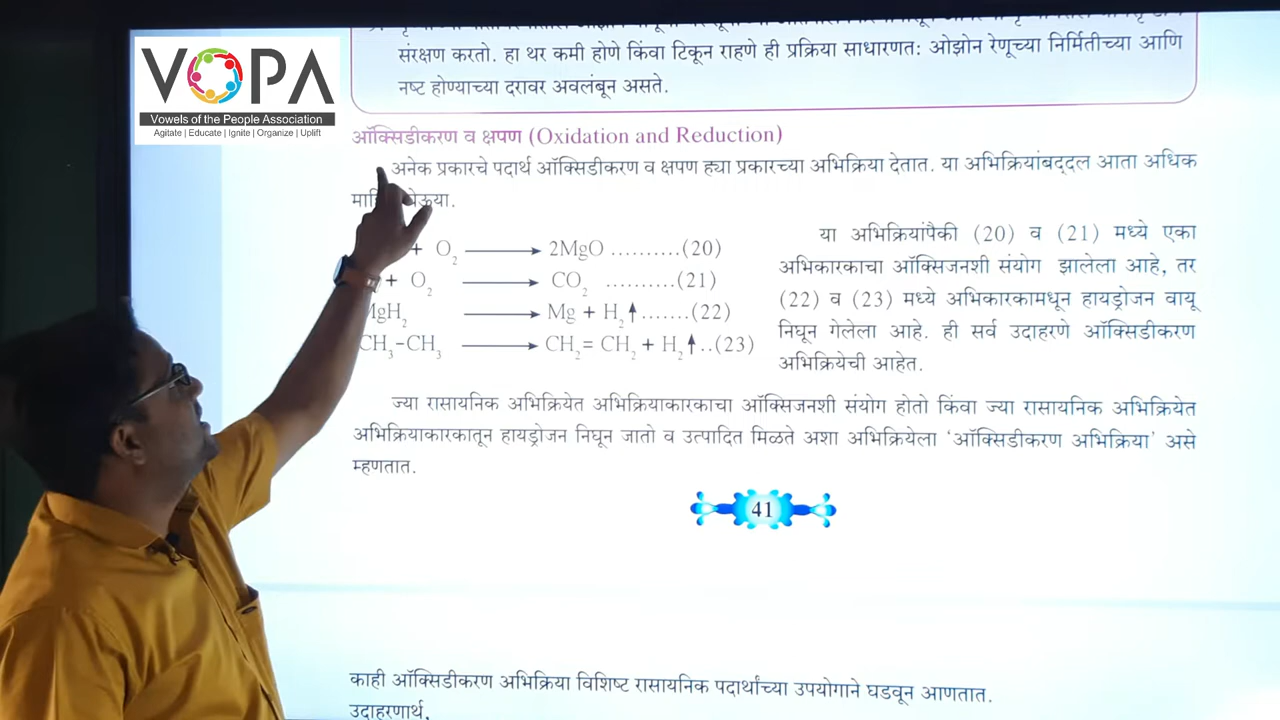 VOPA
Vowels of the People Association
Agitate | Educate | Ignite | Organize | Uplift
संरक्षण करतो. हा थर कमी होणे किंवा टिकून राहणे ही प्रक्रिया साधारणत: ओझोन रेणूच्या निर्मितीच्या आणि
नष्ट होण्याच्या दरावर अवलंबून असते.
ऑक्सिडीकरण व क्षपण (Oxidation and Reduction)
अनेक प्रकारचे पदार्थ ऑक्सिडीकरण व क्षपण ह्या प्रकारच्या अभिक्रिया देतात. या अभिक्रियांबद्दल आता अधिक
घेऊया.
+ O₂ ⟶ 2MgO ..........(20)
+ O₂ ⟶ CO₂ ..........(21)
MgH₂ ⟶ Mg + H₂↑.......(22)
CH₃-CH₃ ⟶ CH₂= CH₂ + H₂↑..(23)
या अभिक्रियांपैकी (20) व (21) मध्ये एका
अभिकारकाचा ऑक्सिजनशी संयोग झालेला आहे, तर
(22) व (23) मध्ये अभिकारकामधून हायड्रोजन वायू
निघून गेलेला आहे. ही सर्व उदाहरणे ऑक्सिडीकरण
अभिक्रियेची आहेत.
ज्या रासायनिक अभिक्रियेत अभिक्रियाकारकाचा ऑक्सिजनशी संयोग होतो किंवा ज्या रासायनिक अभिक्रियेत
अभिक्रियाकारकातून हायड्रोजन निघून जातो व उत्पादित मिळते अशा अभिक्रियेला ‘ऑक्सिडीकरण अभिक्रिया’ असे
म्हणतात.
41
काही ऑक्सिडीकरण अभिक्रिया विशिष्ट रासायनिक पदार्थांच्या उपयोगाने घडवून आणतात.
उदाहरणार्थ,